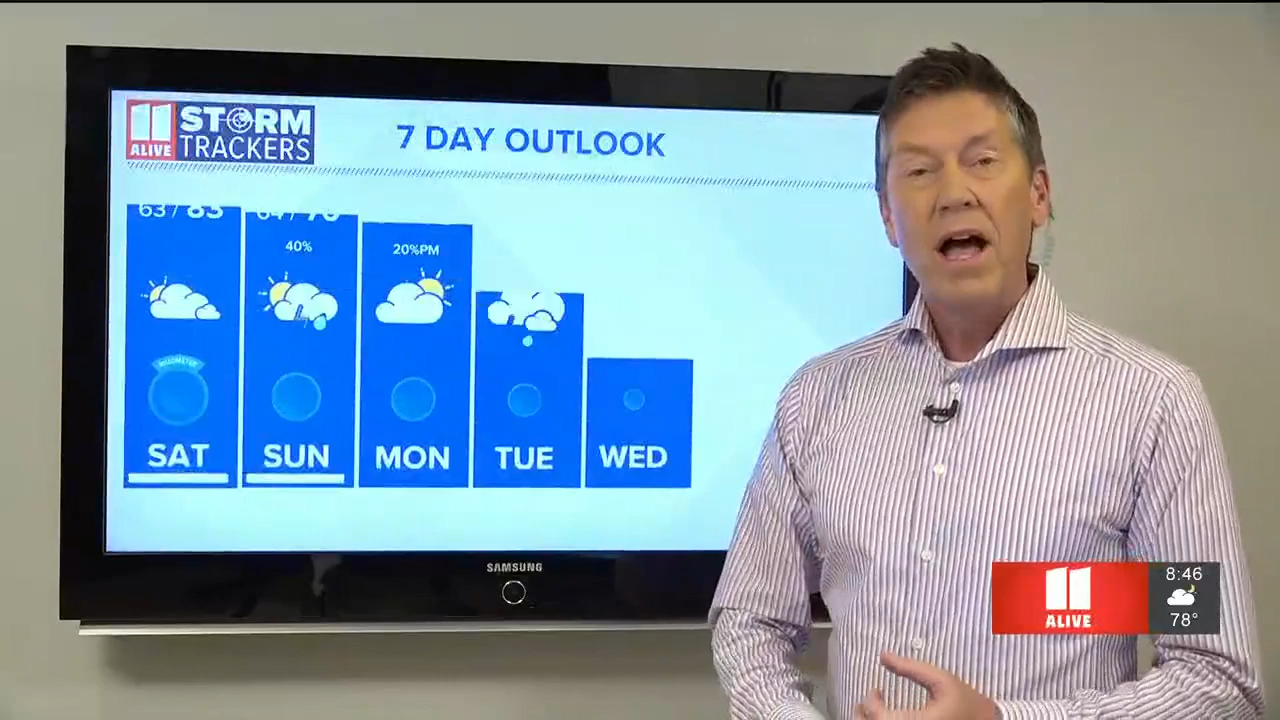 11 ALIVE
STORM TRACKERS
7 DAY OUTLOOK
63 / 83
40%
20%PM
SAT
SUN
MON
TUE
WED
SAMSUNG
11
ALIVE
8:46
78°